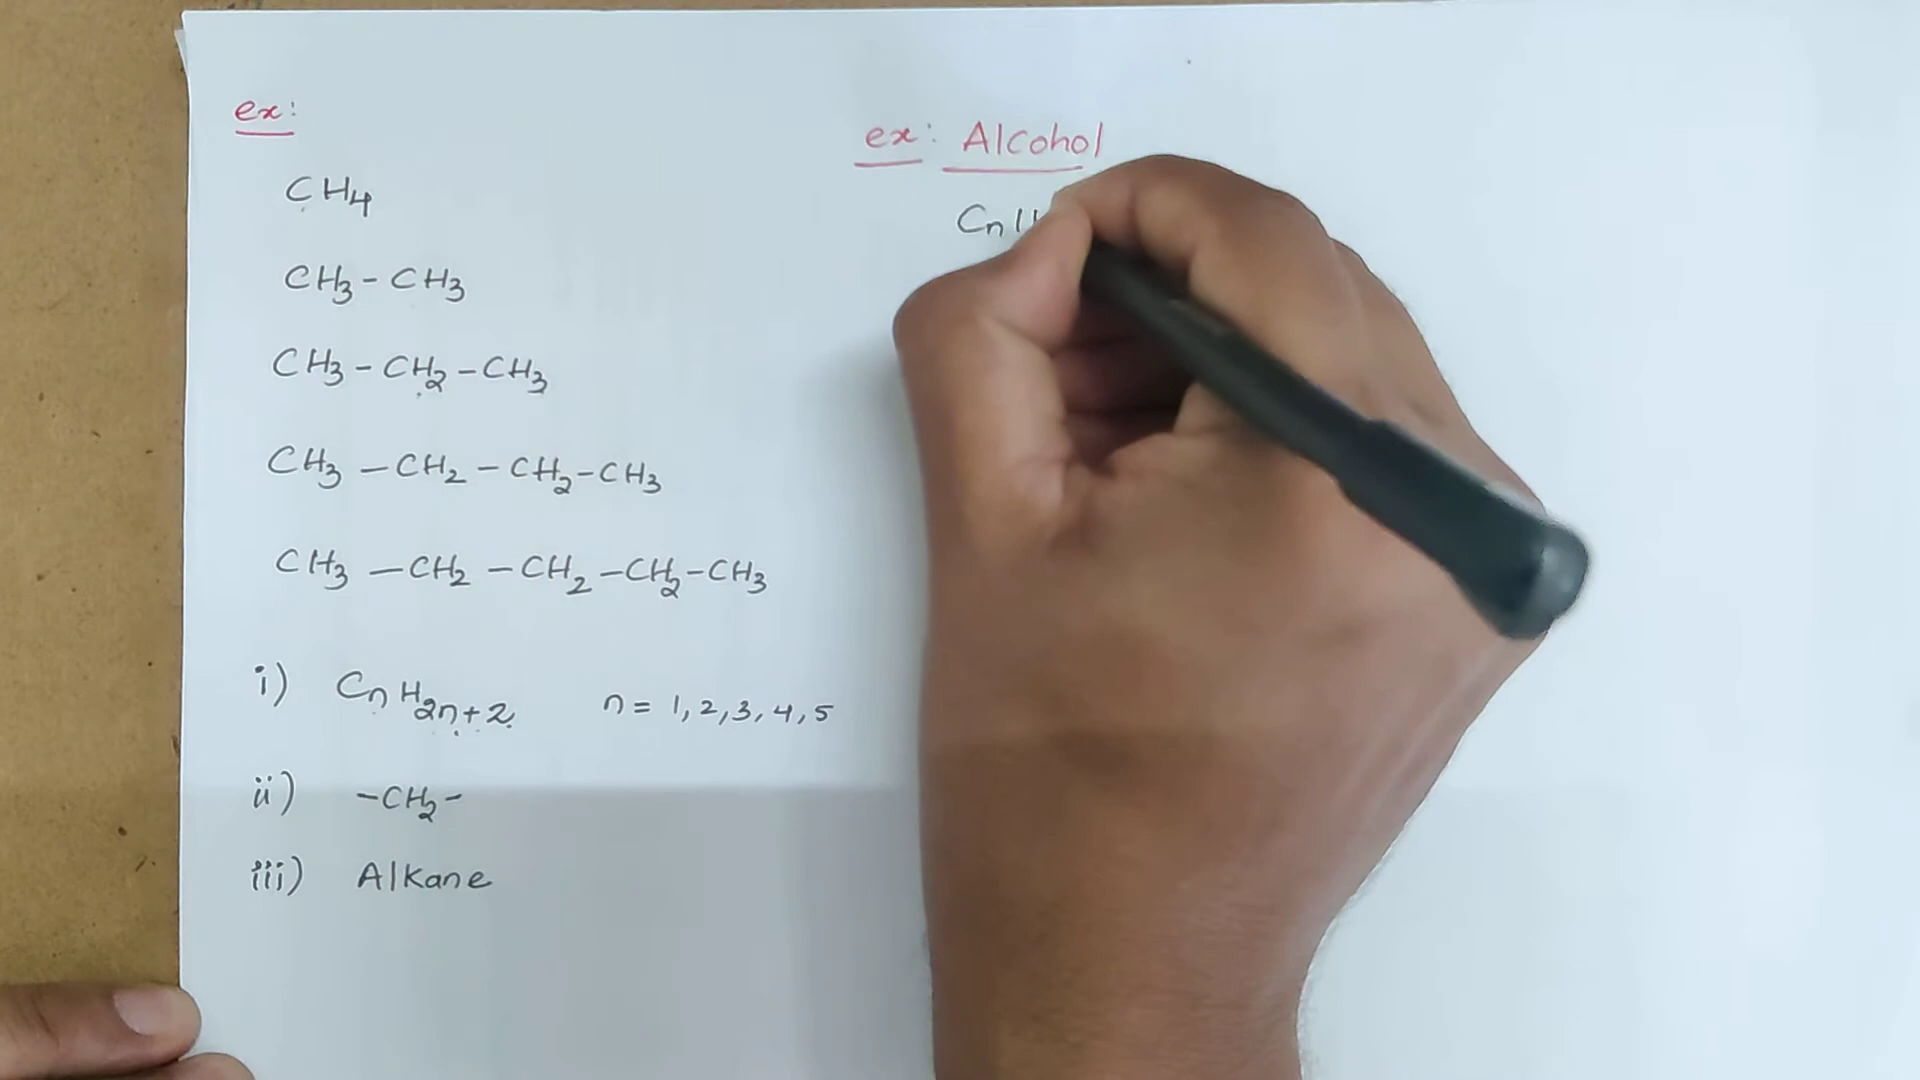 ex:
CH4
CH3-CH3
CH3-CH2-CH3
CH3-CH2-CH2-CH3
CH3-CH2-CH2-CH2-CH3
i) CnH2n+2 n= 1,2,3,4,5
ii) -CH2-
iii) Alkane
ex: Alcohol
Cn